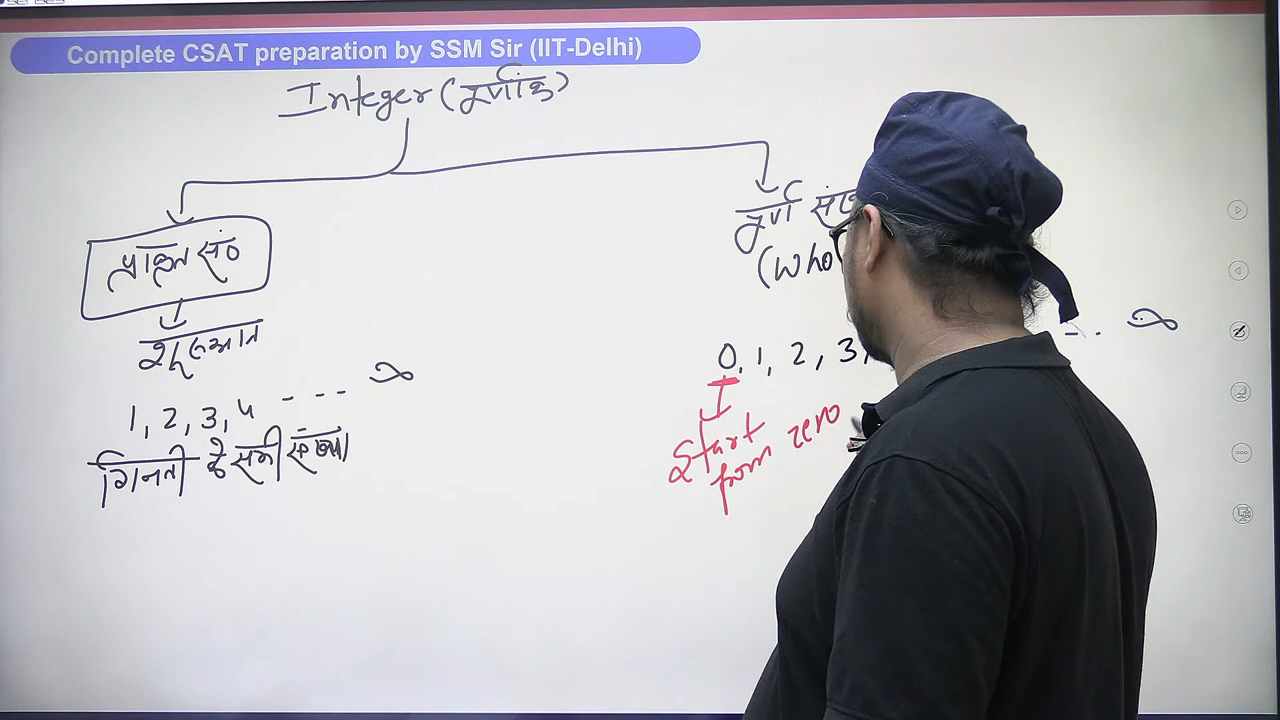 Complete CSAT preparation by SSM Sir (IIT-Delhi)
Integer (पूर्णांक)
प्राकृत सं०
शुरूआत
1, 2, 3, 4 - - - ∞
गिनती के सभी संख्या
पूर्ण
(Who
0, 1, 2, 3, -. ∞
Start
from zero